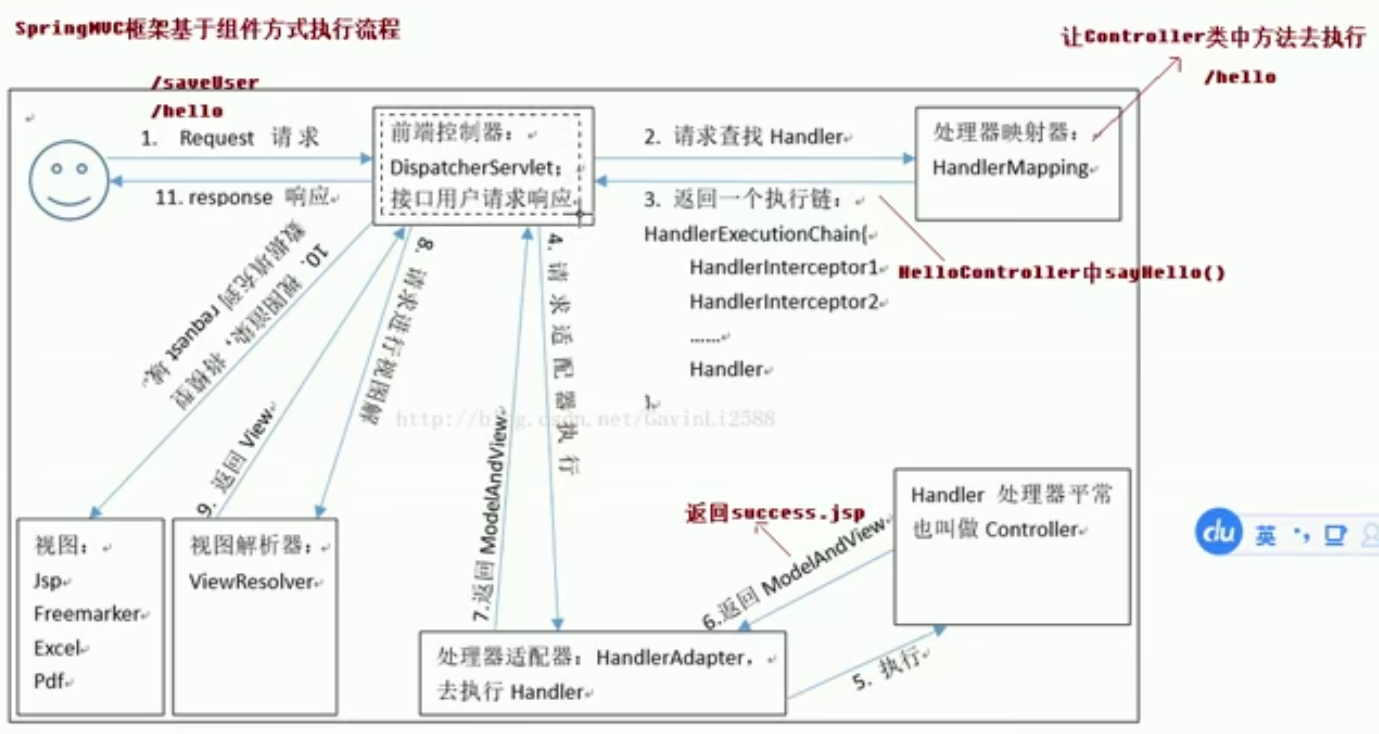 SpringMVC框架基于组件方式执行流程
让Controller类中方法去执行
/hello
/saveUser
/hello
1. Request 请求
11. response 响应
前端控制器：
DispatcherServlet；
接口用户请求响应
2. 请求查找 Handler
3. 返回一个执行链：
HandlerExecutionChain{
HandlerInterceptor1
HandlerInterceptor2
……
Handler
}
处理器映射器：
HandlerMapping
HelloController中sayHello()
10. 视图渲染，将模型
数据填充到 request 域。
9. 返回 View
8. 请求进行视图解
4. 请求适配器执行
7.返回 ModelAndView
http://blog.csdn.net/GavinLi2588
返回success.jsp
6.返回 ModelAndView
Handler 处理器平常
也叫做 Controller
5. 执行
视图：
Jsp
Freemarker
Excel
Pdf
视图解析器：
ViewResolver
处理器适配器：HandlerAdapter，
去执行 Handler
du 英